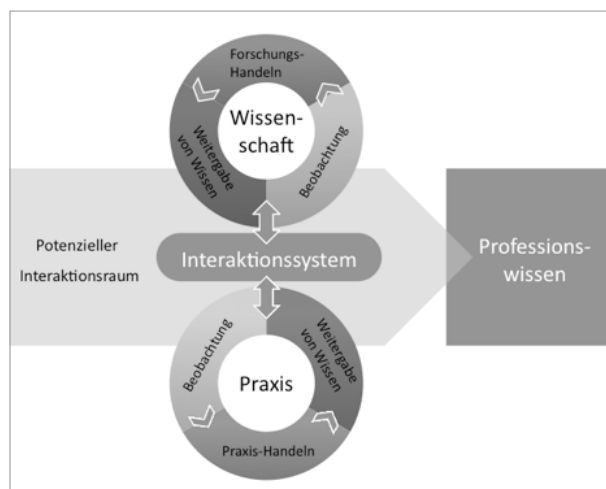 Forschungs-
Handeln
Wissen-
schaft
Weitergabe
von Wissen
Beobachtung
Potenzieller
Interaktionsraum
Interaktionssystem
Professions-
wissen
Beobachtung
Weitergabe
von Wissen
Praxis
Praxis-Handeln